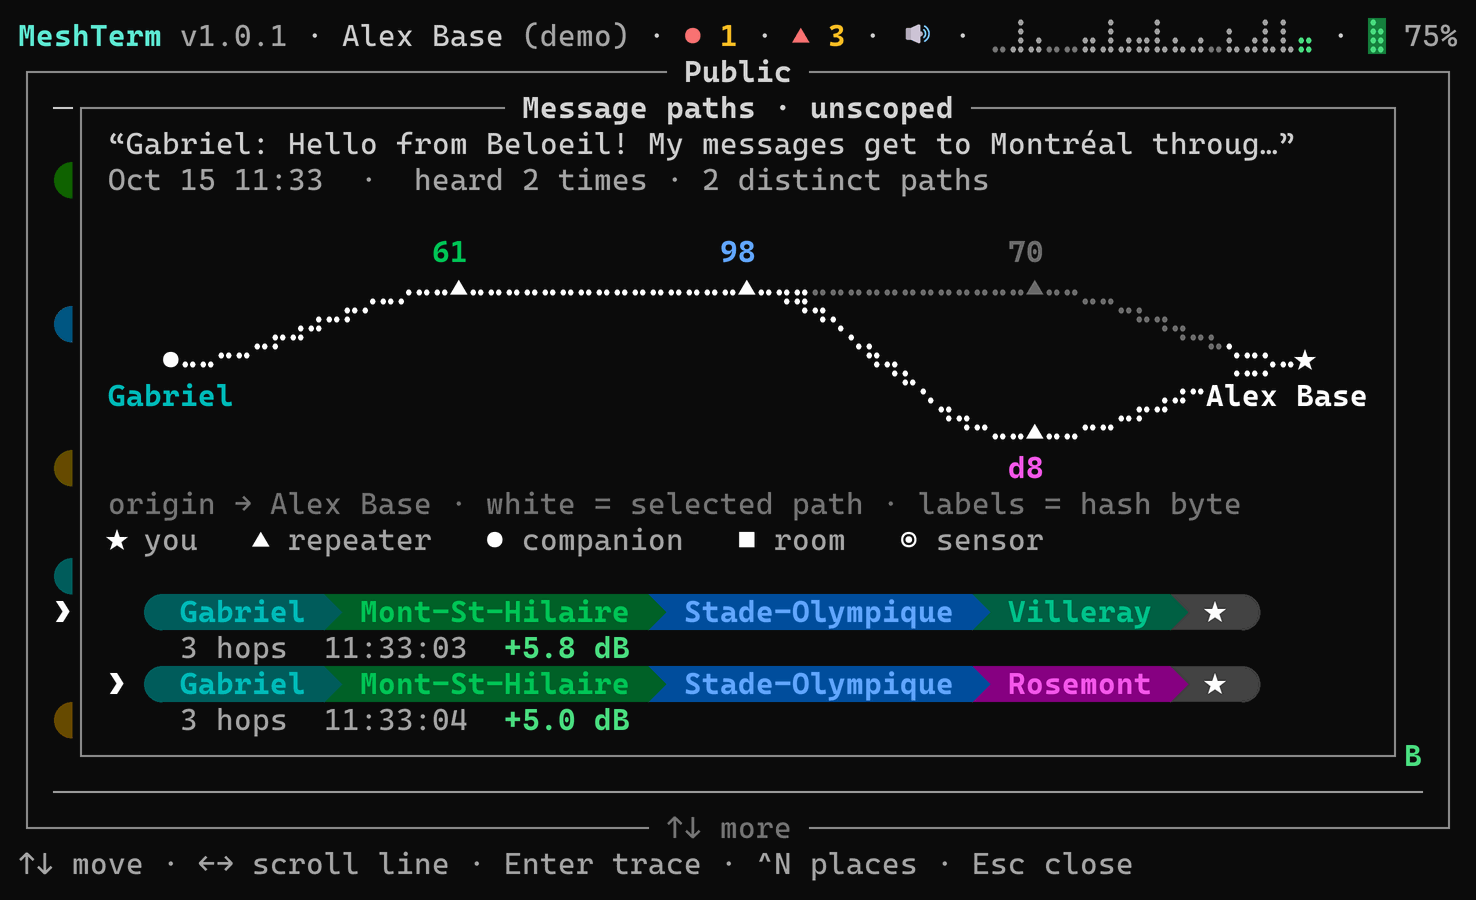 MeshTerm v1.0.1 · Alex Base (demo) · ● 1 · ▲ 3 · 🔊 · · 75%
Public
Message paths · unscoped
“Gabriel: Hello from Beloeil! My messages get to Montréal throug…”
Oct 15 11:33 · heard 2 times · 2 distinct paths
61 98 70
Gabriel Alex Base
d8
origin → Alex Base · white = selected path · labels = hash byte
★ you ▲ repeater ● companion ■ room ◉ sensor
❯ Gabriel Mont-St-Hilaire Stade-Olympique Villeray ★
3 hops 11:33:03 +5.8 dB
❯ Gabriel Mont-St-Hilaire Stade-Olympique Rosemont ★
3 hops 11:33:04 +5.0 dB
B
↑↓ more
↑↓ move · ←→ scroll line · Enter trace · ^N places · Esc close